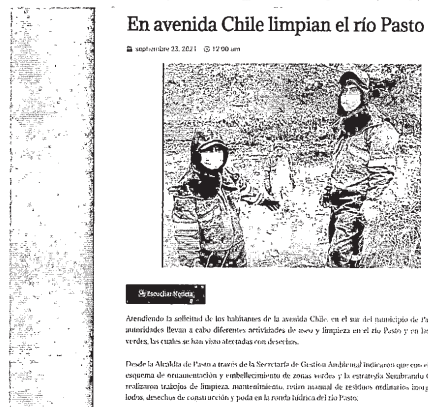 En avenida Chile limpian el río Pasto
septiembre 23, 2021 12:00 am
Escuchar Noticia
Atendiendo la solicitud de los habitantes de la avenida Chile, en el sur del municipio de
autoridades llevan a cabo diferentes actividades de aseo y limpieza en el río Pasto y en
verdes, las cuales se han visto afectadas con desechos.
Desde la Alcaldía de Pasto a través de la Secretaría de Gestión Ambiental indicaron que con
esquema de ornamentación y embellecimiento de zonas verdes y la estrategia Sembrando
realizaron trabajos de limpieza, mantenimiento, retiro manual de residuos ordinarios
lodos, desechos de construcción y poda en la ronda hídrica del río Pasto.